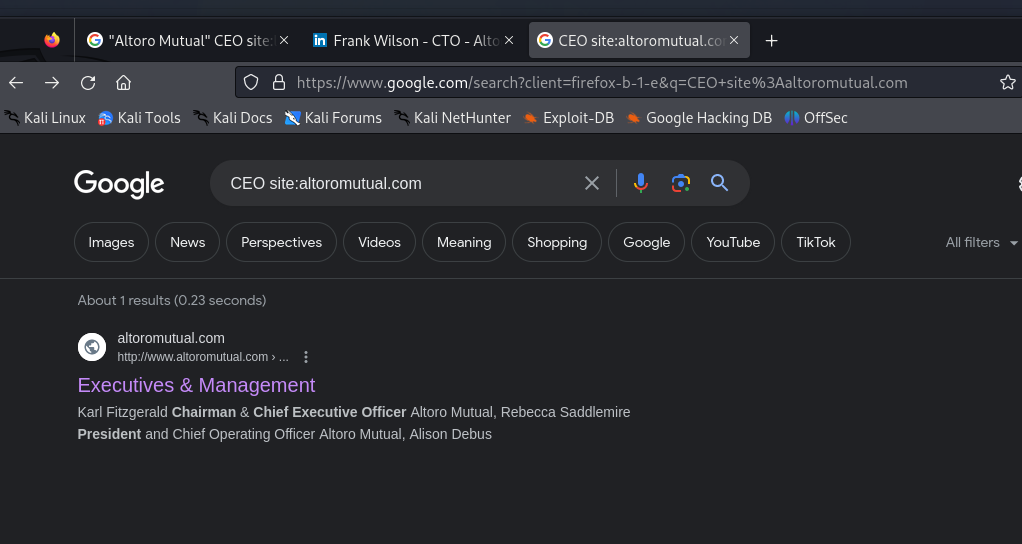 "Altoro Mutual" CEO site:
Frank Wilson - CTO - Alto
CEO site:altoromutual.co
https://www.google.com/search?client=firefox-b-1-e&q=CEO+site%3Aaltoromutual.com
Kali Linux Kali Tools Kali Docs Kali Forums Kali NetHunter Exploit-DB Google Hacking DB OffSec
Google
CEO site:altoromutual.com
Images News Perspectives Videos Meaning Shopping Google YouTube TikTok All filters
About 1 results (0.23 seconds)
altoromutual.com
http://www.altoromutual.com › ...
Executives & Management
Karl Fitzgerald Chairman & Chief Executive Officer Altoro Mutual, Rebecca Saddlemire
President and Chief Operating Officer Altoro Mutual, Alison Debus